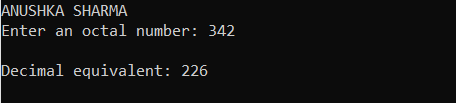 ANUSHKA SHARMA
Enter an octal number: 342
Decimal equivalent: 226